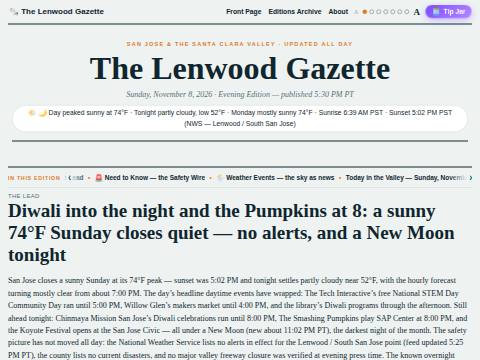 The Lenwood Gazette
Front Page Editions Archive About A A Tip Jar
SAN JOSE & THE SANTA CLARA VALLEY · UPDATED ALL DAY
The Lenwood Gazette
Sunday, November 8, 2026 · Evening Edition — published 5:30 PM PT
Day peaked sunny at 74°F · Tonight partly cloudy, low 52°F · Monday mostly sunny 74°F · Sunrise 6:39 AM PST · Sunset 5:02 PM PST
(NWS — Lenwood / South San Jose)
IN THIS EDITION ‹ ead • Need to Know — the Safety Wire • Weather Events — the sky as news • Today in the Valley — Sunday, Novem ›
THE LEAD
Diwali into the night and the Pumpkins at 8: a sunny
74°F Sunday closes quiet — no alerts, and a New Moon
tonight
San Jose closes a sunny Sunday at its 74°F peak — sunset was 5:02 PM and tonight settles partly cloudy near 52°F, with the hourly forecast
turning mostly clear from about 7:00 PM. The day's headline daytime events have wrapped: The Tech Interactive's free National STEM Day
Community Day ran until 5:00 PM, Willow Glen's makers market until 4:00 PM, and the library's Diwali programs through the afternoon. Still
ahead tonight: Chinmaya Mission San Jose's Diwali celebrations run until 8:00 PM, The Smashing Pumpkins play SAP Center at 8:00 PM, and
the Koyote Festival opens at the San Jose Civic — all under a New Moon (new about 11:02 PM PT), the darkest night of the month. The safety
picture has not moved all day: the National Weather Service lists no alerts in effect for the Lenwood / South San Jose point (feed updated 5:25
PM PT), the county lists no current disasters, and no major valley freeway closure was verified at evening press time. The known overnight